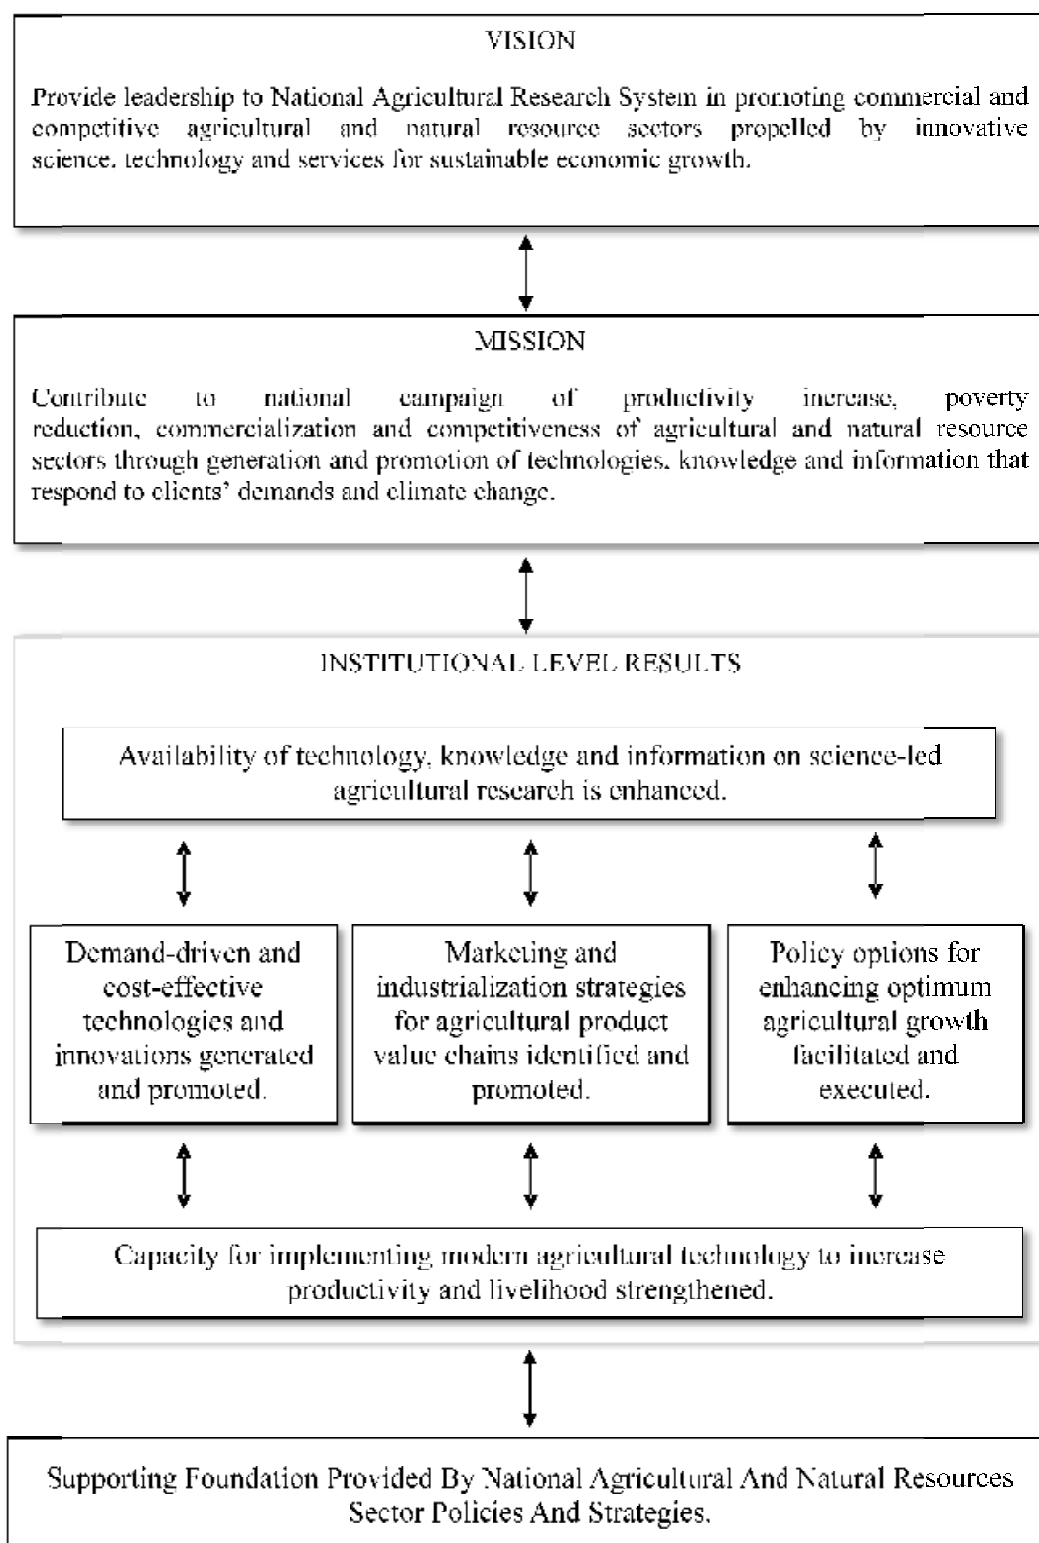 VISION
Provide leadership to National Agricultural Research System in promoting commercial and
competitive agricultural and natural resource sectors propelled by innovative
science, technology and services for sustainable economic growth.
MISSION
Contribute to national campaign of productivity increase, poverty
reduction, commercialization and competitiveness of agricultural and natural resource
sectors through generation and promotion of technologies, knowledge and information that
respond to clients’ demands and climate change.
INSTITUTIONAL LEVEL RESULTS
Availability of technology, knowledge and information on science-led
agricultural research is enhanced.
Demand-driven and
cost-effective
technologies and
innovations generated
and promoted.
Marketing and
industrialization strategies
for agricultural product
value chains identified and
promoted.
Policy options for
enhancing optimum
agricultural growth
facilitated and
executed.
Capacity for implementing modern agricultural technology to increase
productivity and livelihood strengthened.
Supporting Foundation Provided By National Agricultural And Natural Resources
Sector Policies And Strategies.